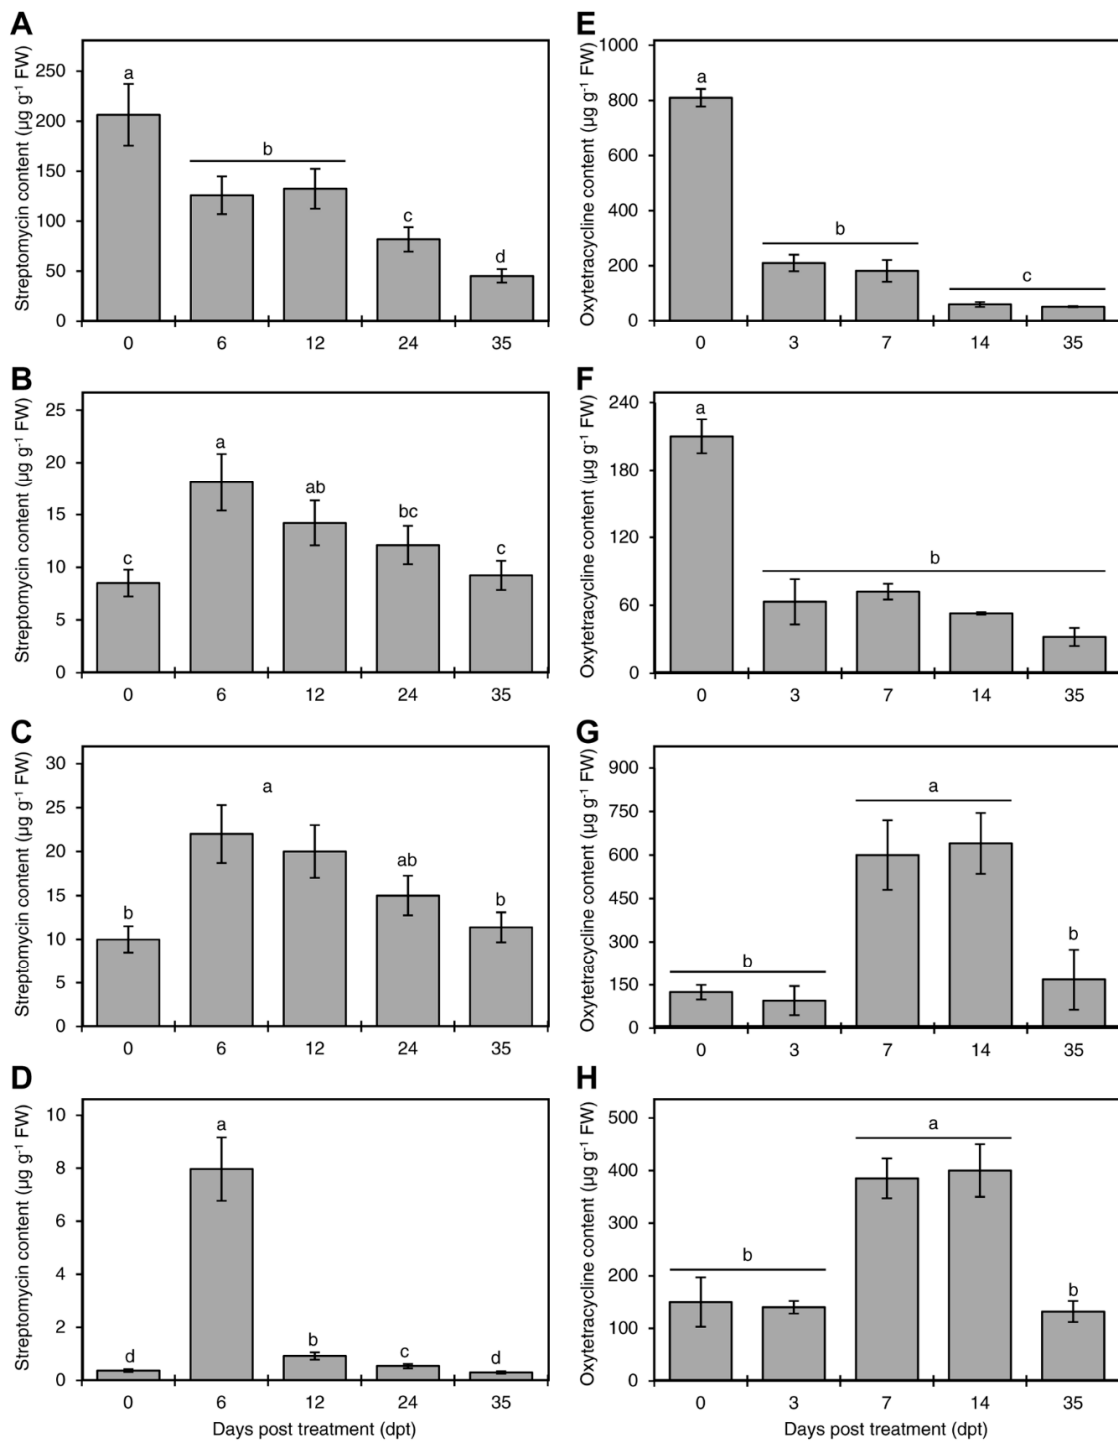 A
Streptomycin content (µg g⁻¹ FW)
250
200
150
100
50
0
a
b
c
d
0 6 12 24 35
E
Oxytetracycline content (µg g⁻¹ FW)
1000
800
600
400
200
0
a
b
c
0 3 7 14 35
B
Streptomycin content (µg g⁻¹ FW)
25
20
15
10
5
0
c
a
ab
bc
c
0 6 12 24 35
F
Oxytetracycline content (µg g⁻¹ FW)
240
180
120
60
0
a
b
0 3 7 14 35
C
Streptomycin content (µg g⁻¹ FW)
30
25
20
15
10
5
0
b
a
ab
b
0 6 12 24 35
G
Oxytetracycline content (µg g⁻¹ FW)
900
750
600
450
300
150
0
b
a
b
0 3 7 14 35
D
Streptomycin content (µg g⁻¹ FW)
10
8
6
4
2
0
d
a
b
c
d
0 6 12 24 35
Days post treatment (dpt)
H
Oxytetracycline content (µg g⁻¹ FW)
500
400
300
200
100
0
b
a
b
0 3 7 14 35
Days post treatment (dpt)